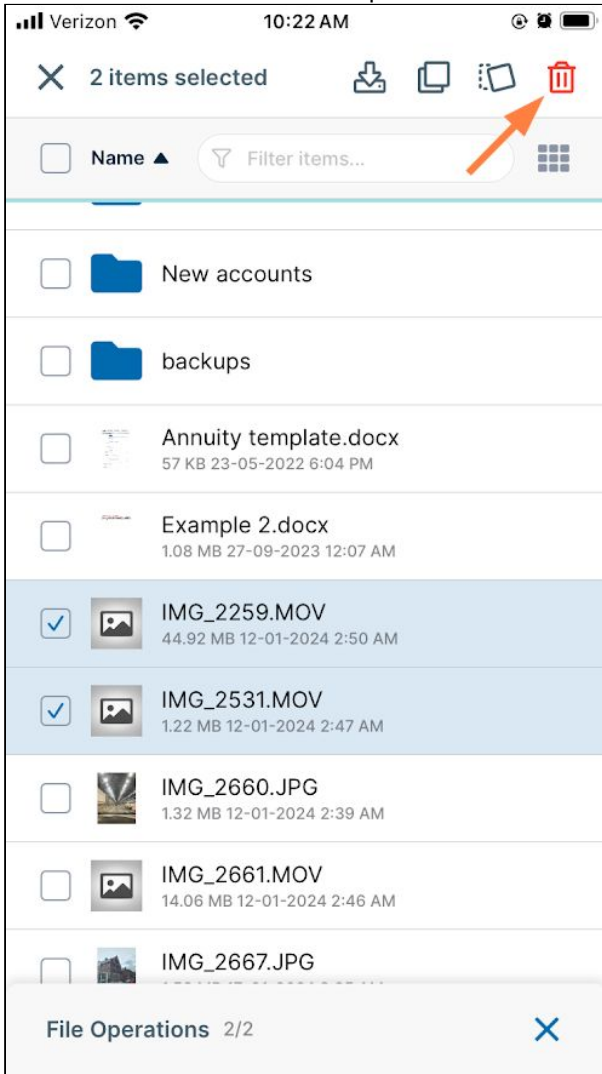 Verizon 10:22 AM
2 items selected
Name Filter items...
New accounts
backups
Annuity template.docx
57 KB 23-05-2022 6:04 PM
Example 2.docx
1.08 MB 27-09-2023 12:07 AM
IMG_2259.MOV
44.92 MB 12-01-2024 2:50 AM
IMG_2531.MOV
1.22 MB 12-01-2024 2:47 AM
IMG_2660.JPG
1.32 MB 12-01-2024 2:39 AM
IMG_2661.MOV
14.06 MB 12-01-2024 2:46 AM
IMG_2667.JPG
File Operations 2/2